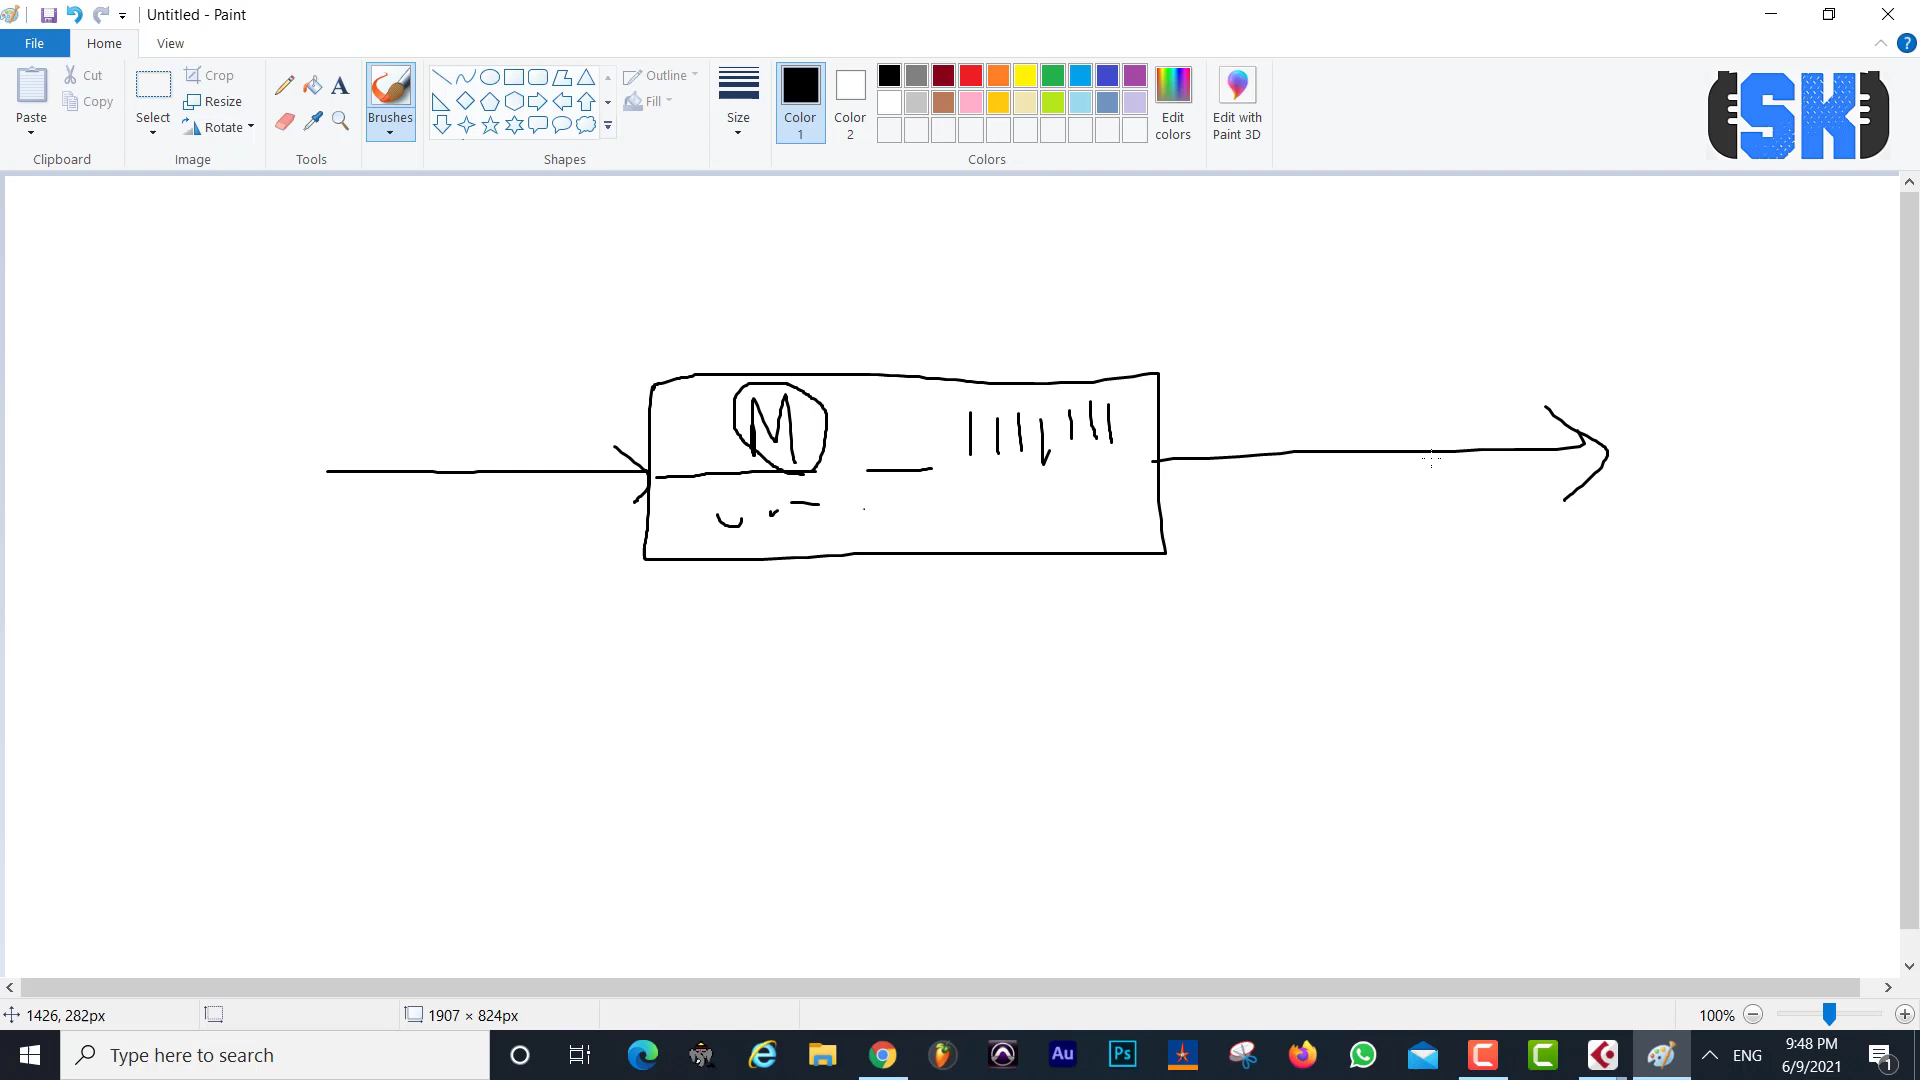 Untitled - Paint
File Home View
Paste Cut Copy Clipboard
Select Crop Resize Rotate Image
A Tools
Brushes
Outline Fill Shapes
Size
Color 1 Color 2 Edit colors Colors
Edit with Paint 3D
SK
M
1426, 282px 1907 × 824px 100%
Type here to search Au Ps ENG 9:48 PM
6/9/2021 1